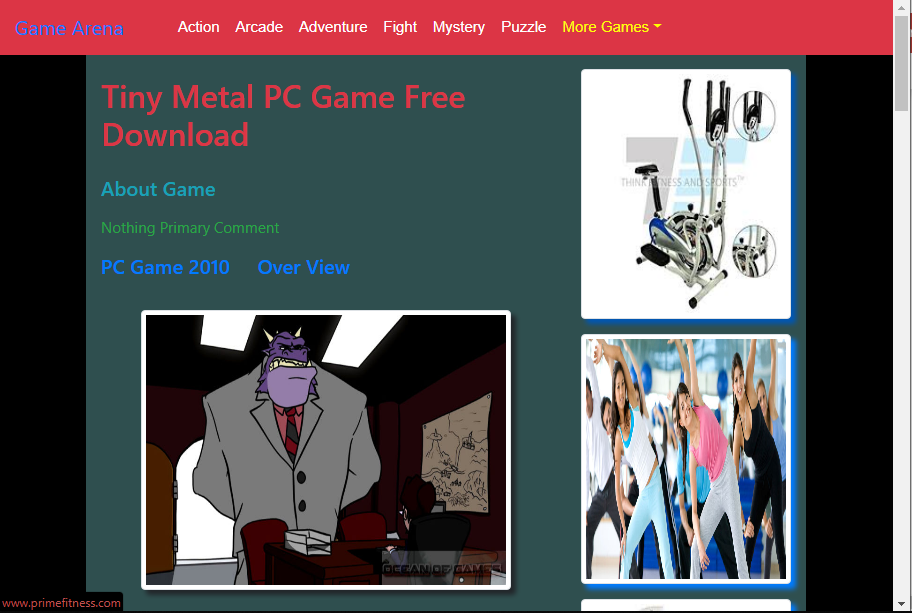 Game Arena
Action Arcade Adventure Fight Mystery Puzzle More Games
Tiny Metal PC Game Free
Download
About Game
Nothing Primary Comment
PC Game 2010 Over View
THINK FITNESS AND SPORTS™
OCEAN OF GAMES
www.primefitness.com